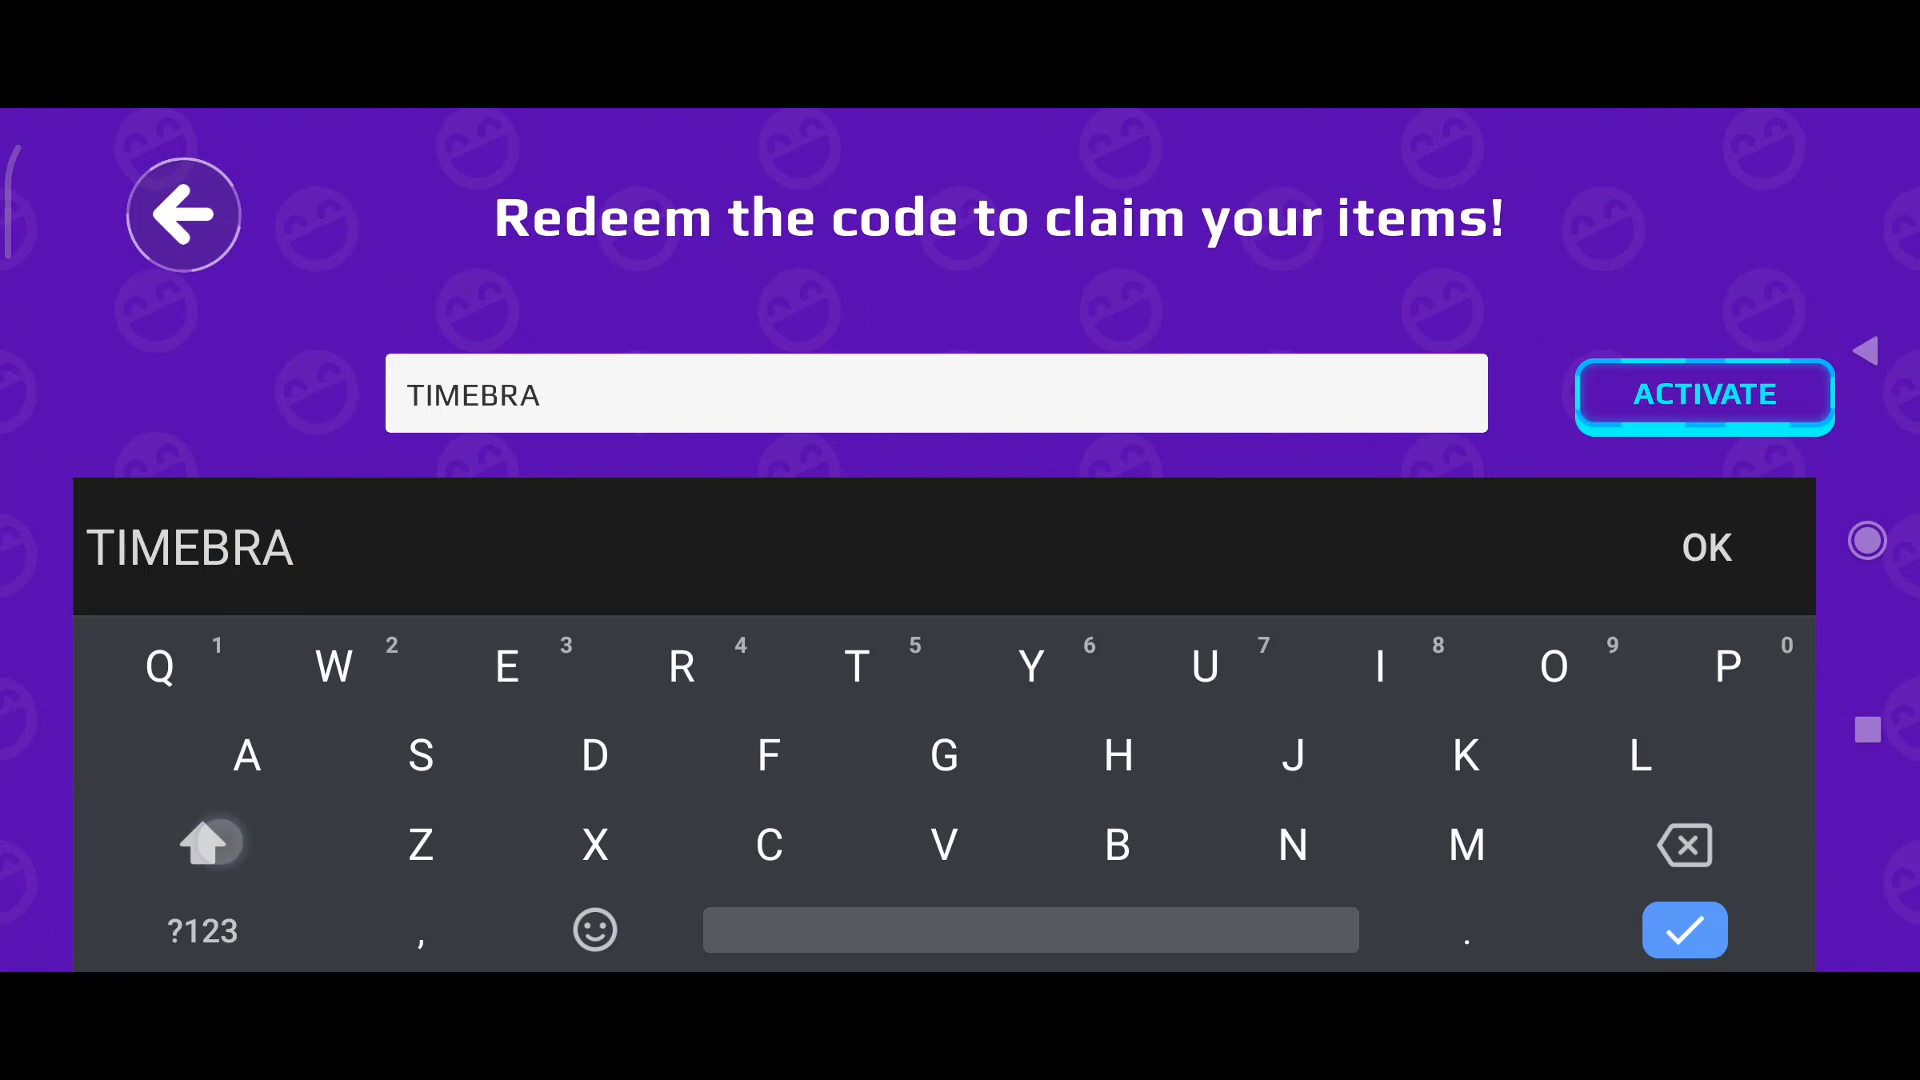 Redeem the code to claim your items!
TIMEBRA
ACTIVATE
TIMEBRA
OK
Q 1 W 2 E 3 R 4 T 5 Y 6 U 7 I 8 O 9 P 0
A S D F G H J K L
Z X C V B N M
?123 , .